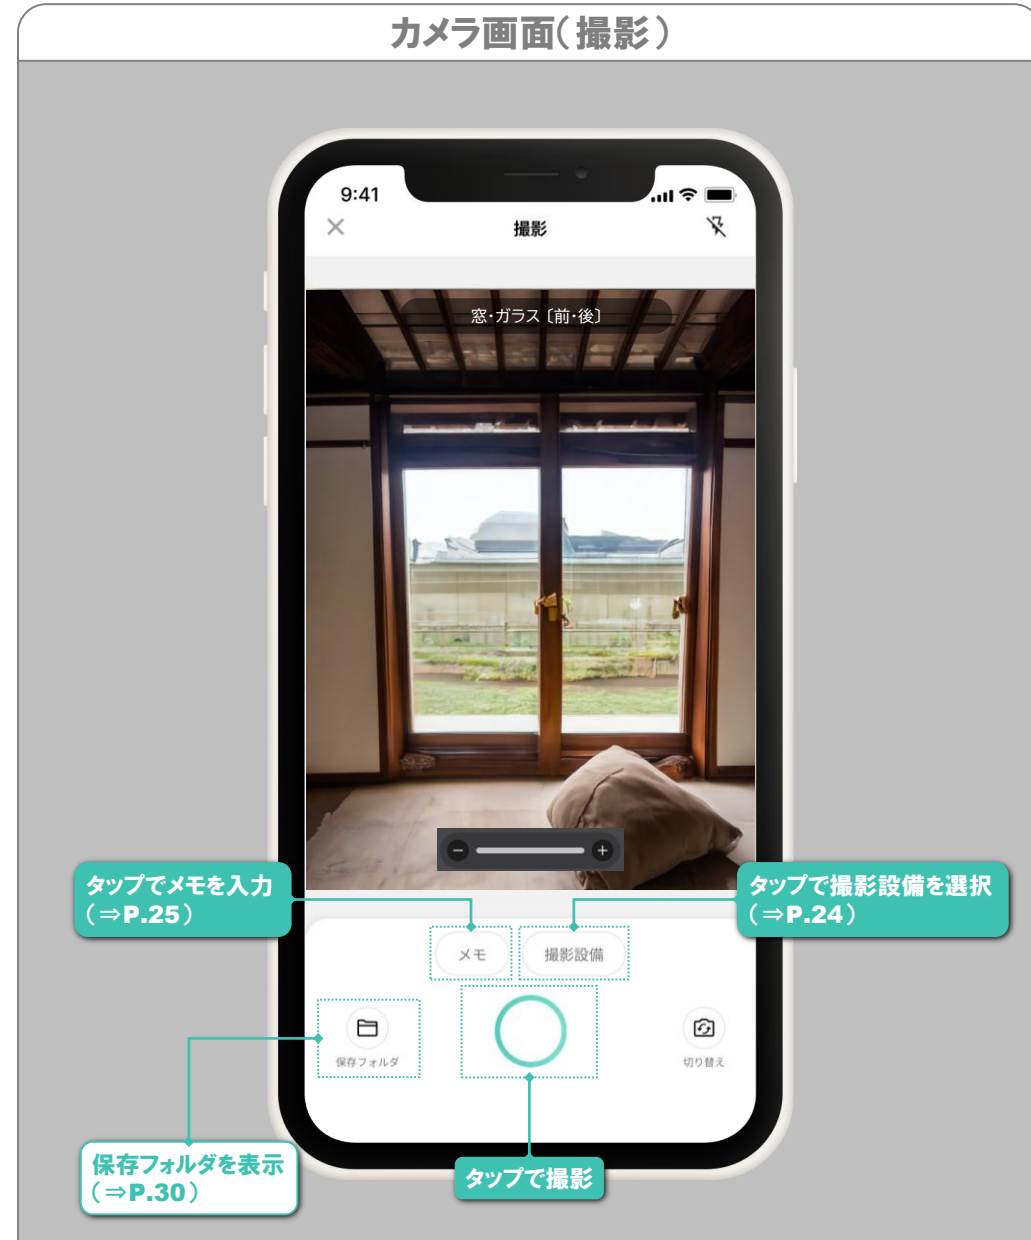 カメラ画面(撮影)
9:41
撮影
窓・ガラス〔前・後〕
タップでメモを入力
(⇒P.25)
タップで撮影設備を選択
(⇒P.24)
メモ
撮影設備
保存フォルダ
切り替え
保存フォルダを表示
(⇒P.30)
タップで撮影